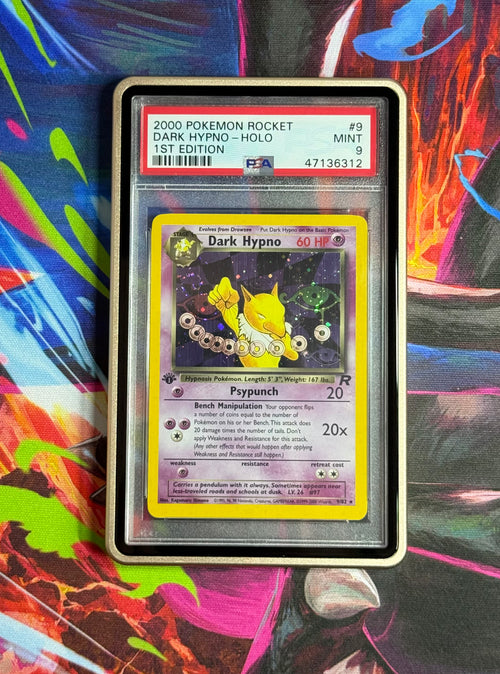 2000 POKEMON ROCKET #9
DARK HYPNO - HOLO MINT
1ST EDITION 9
PSA 47136312
Evolves from Drowzee Put Dark Hypno on the Basic Pokémon
STAGE 1 Dark Hypno 60 HP
Hypnosis Pokémon. Length: 5' 3", Weight: 167 lbs.
R
Psypunch 20
Bench Manipulation Your opponent flips
a number of coins equal to the number of
Pokémon on his or her Bench. This attack does
20 damage times the number of tails. Don't
apply Weakness and Resistance for this attack.
(Any other effects that would happen after applying
Weakness and Resistance still happen.)
20x
weakness resistance retreat cost
Carries a pendulum with it always. Sometimes appears near
less-traveled roads and schools at dusk. LV. 26 #97
9/82